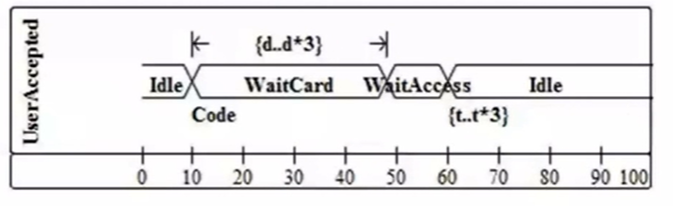 UserAccepted
{d..d*3}
Idle WaitCard WaitAccess Idle
Code {t..t*3}
0 10 20 30 40 50 60 70 80 90 100